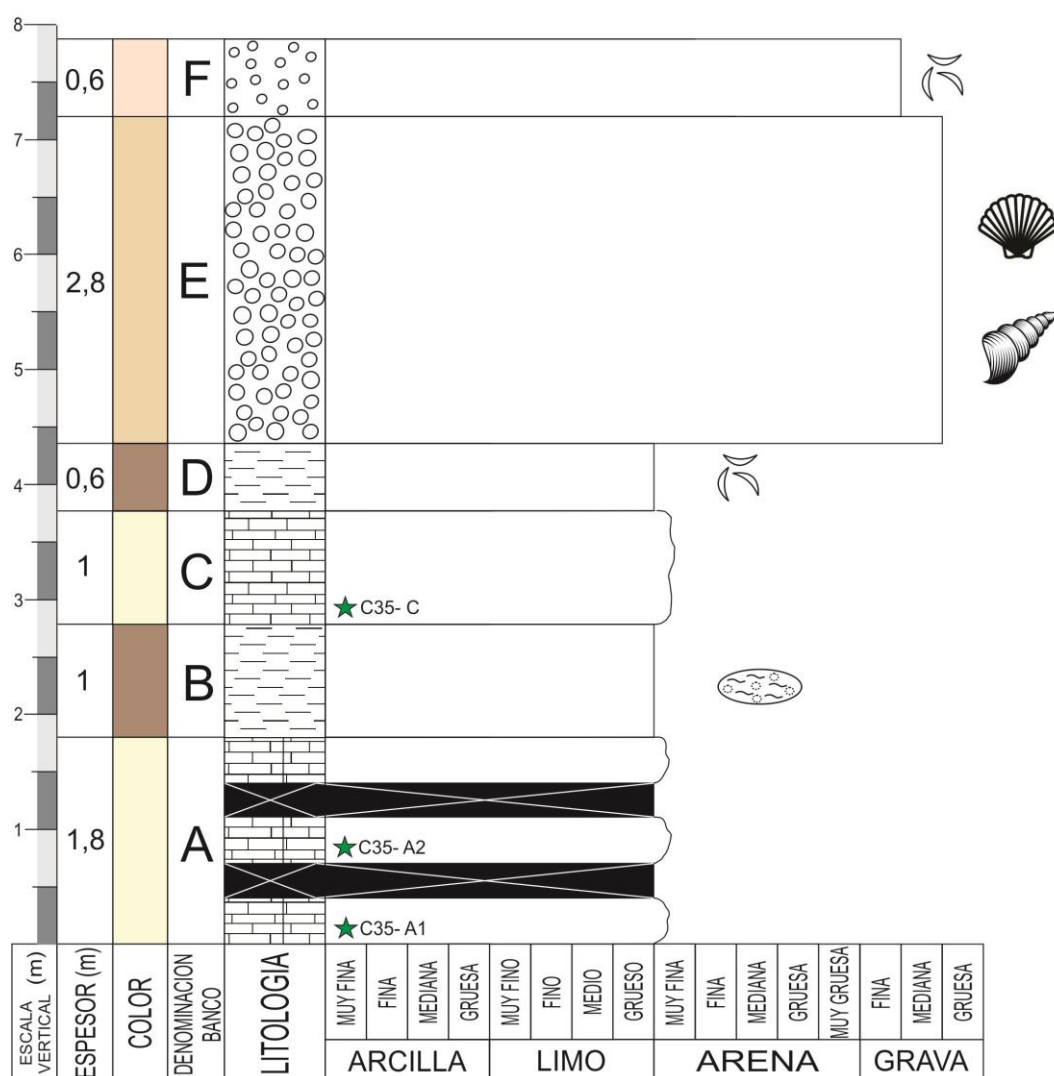 8
0,6
F
7
6
2,8
E
5
4
0,6
D
1
C
3
C35- C
1
B
2
1
1,8
A
C35- A2
C35- A1
ESCALA VERTICAL (m)
ESPESOR (m)
COLOR
DENOMINACION BANCO
LITOLOGIA
MUY FINA
FINA
MEDIANA
GRUESA
MUY FINO
FINO
MEDIO
GRUESO
MUY FINA
FINA
MEDIANA
GRUESA
MUY GRUESA
FINA
MEDIANA
GRUESA
ARCILLA
LIMO
ARENA
GRAVA